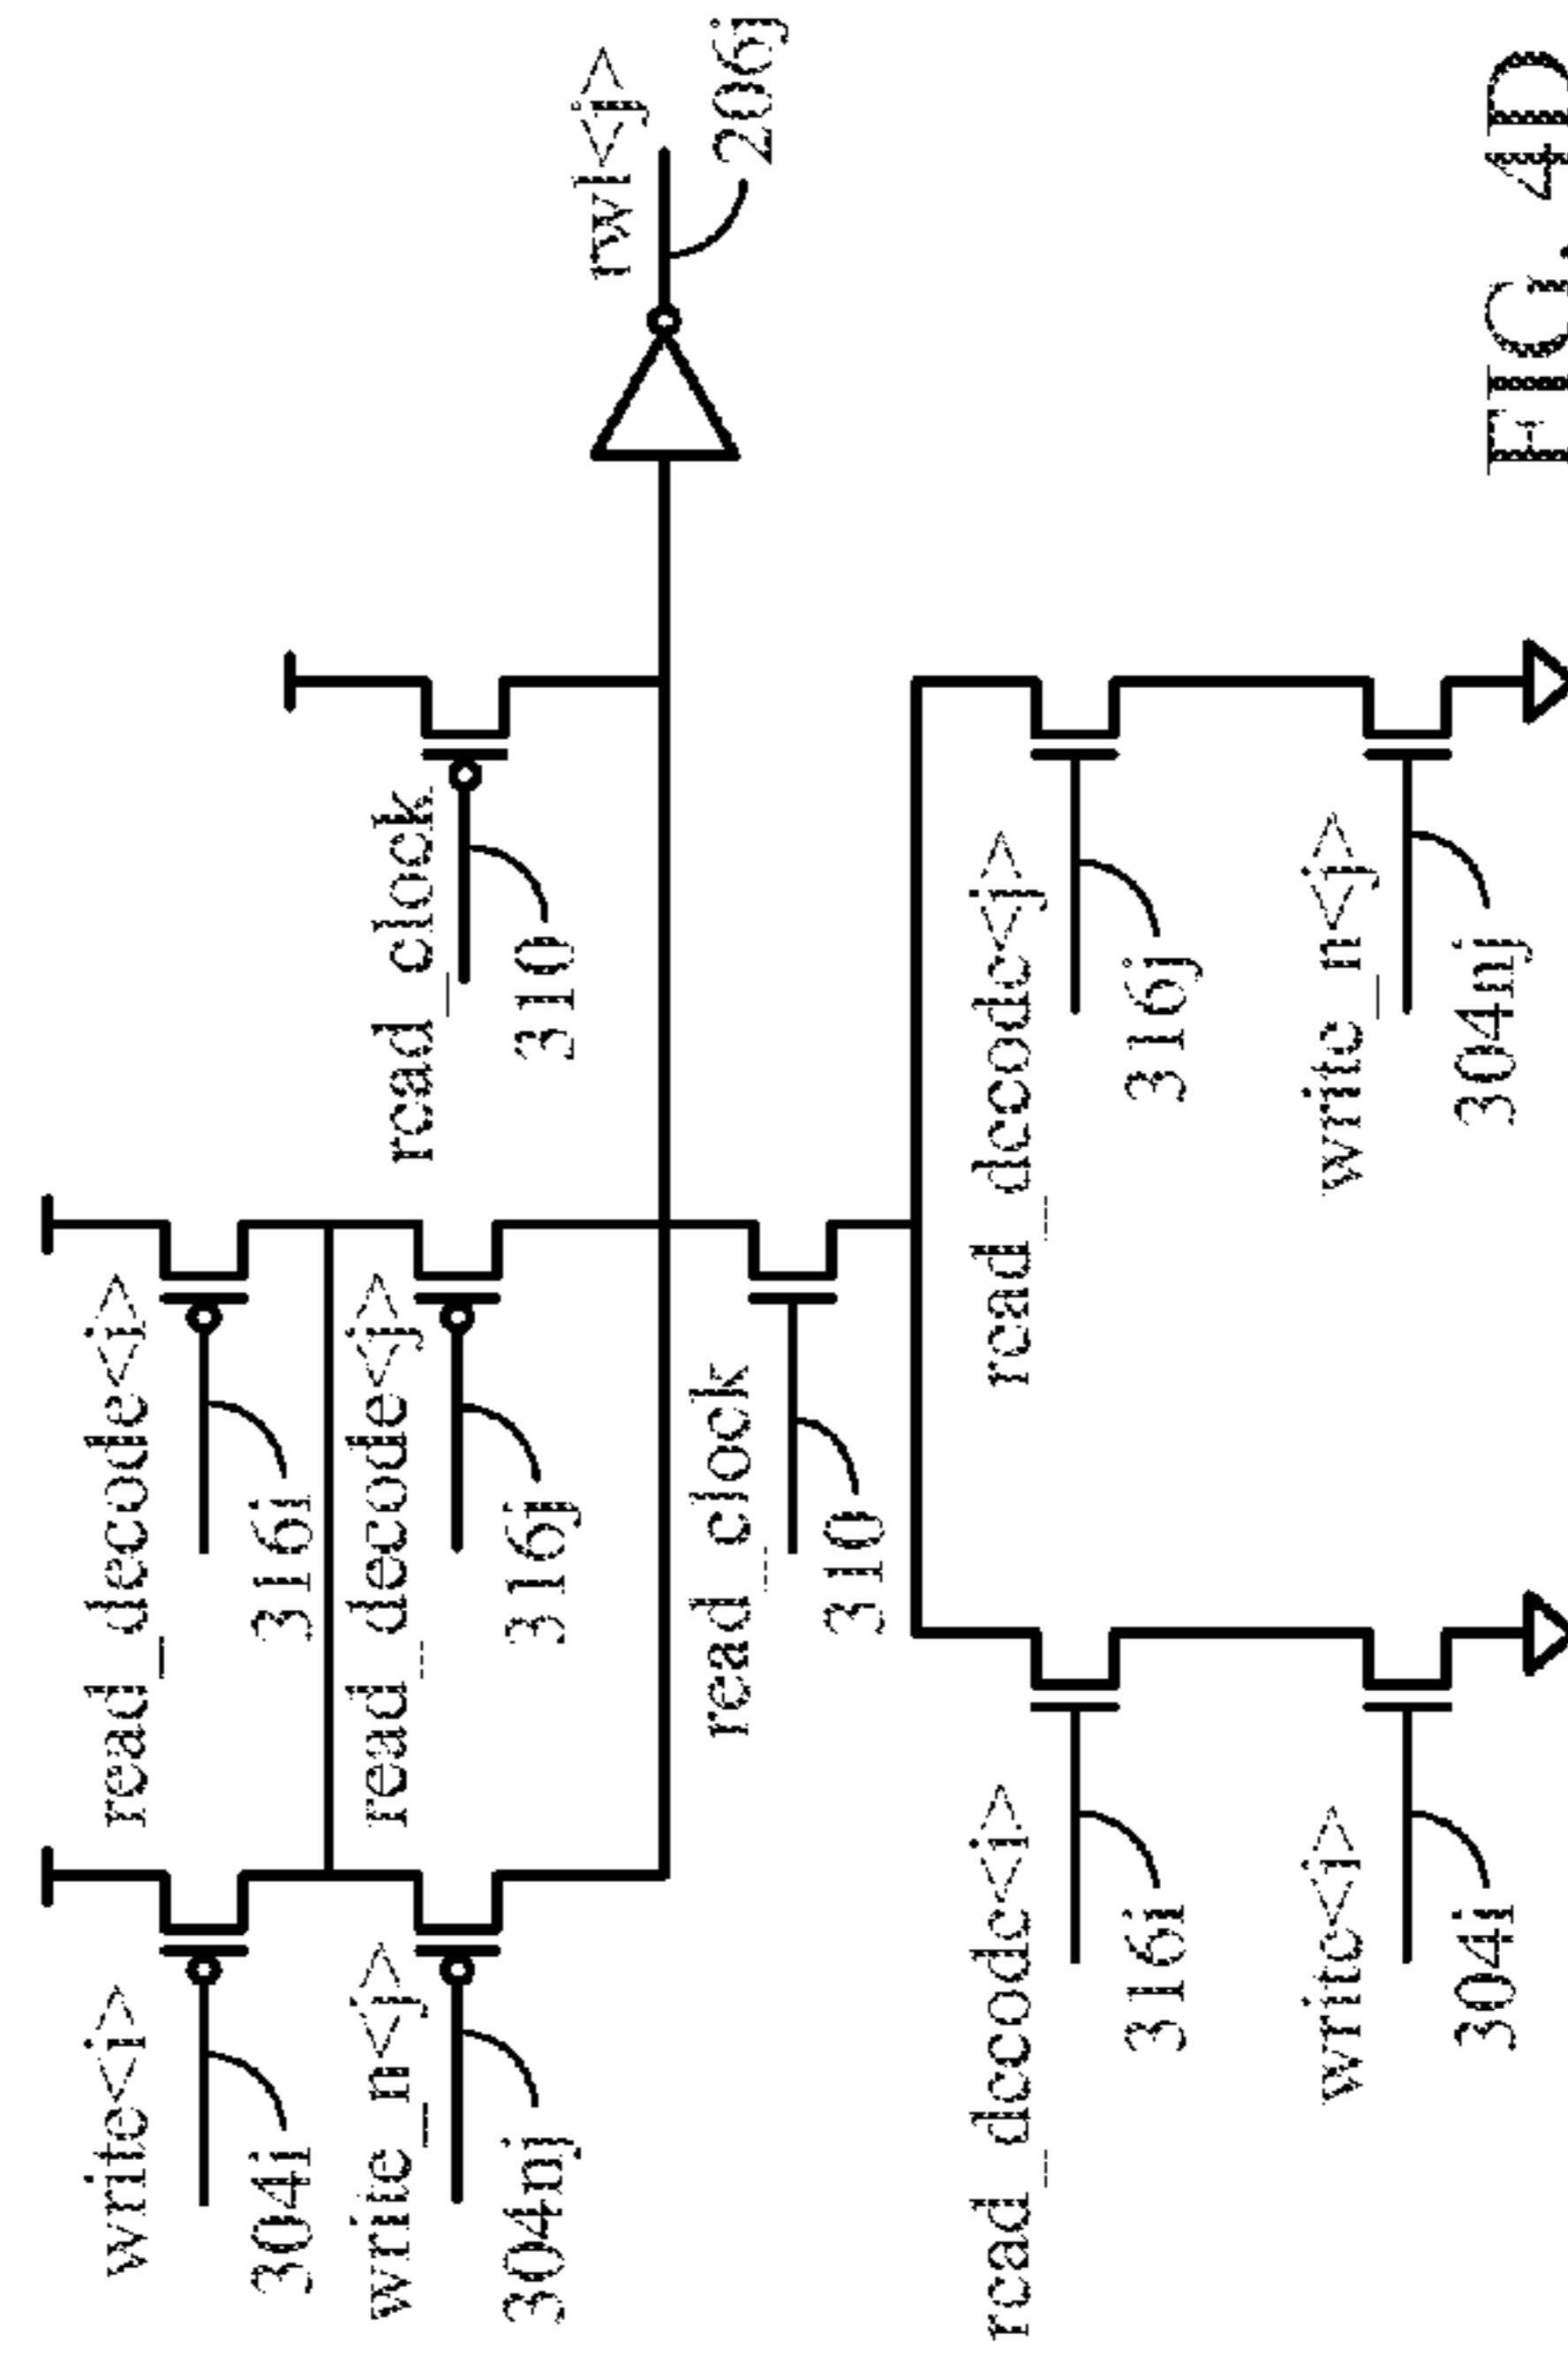 write<i>
read_decode<i>
304i
316i
write_n<j>
read_decode<j>
read_clock
304nj
316j
310
rwl<j>
206j
read_clock
310
read_decode<i>
read_decode<j>
316i
316j
write<i>
write_n<j>
304i
304nj
FIG. 4D